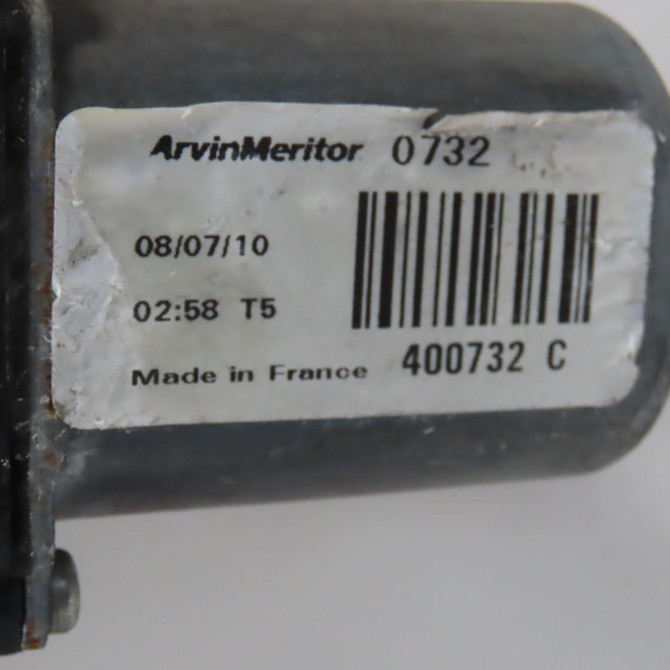 ArvinMeritor 0732
08/07/10
02:58 T5
Made in France
400732 C